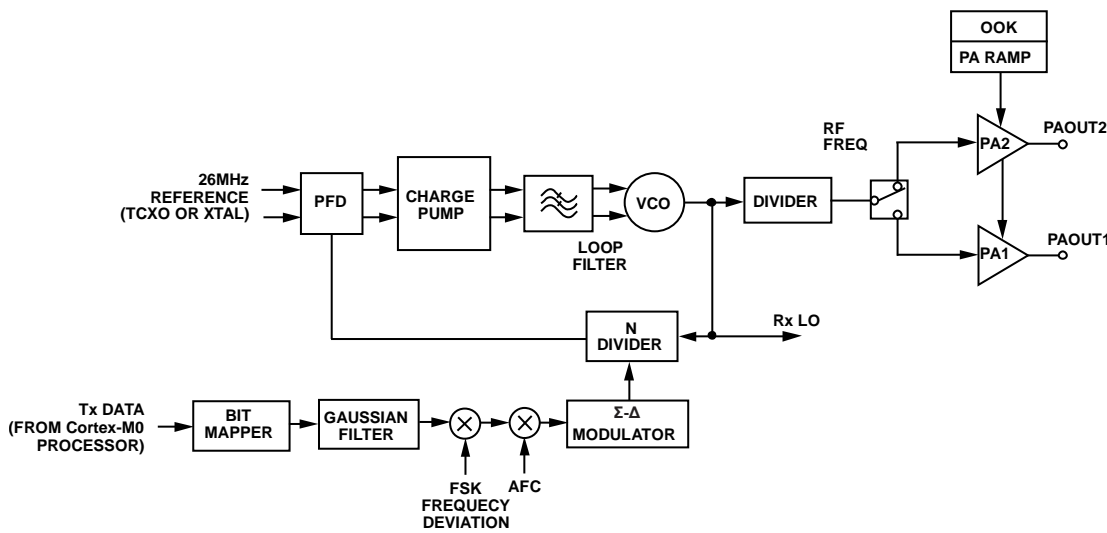 OOK
PA RAMP
RF
FREQ
PA2
PAOUT2
26MHz
REFERENCE
(TCXO OR XTAL)
PFD
CHARGE
PUMP
LOOP
FILTER
VCO
DIVIDER
PA1
PAOUT1
N
DIVIDER
Rx LO
Tx DATA
(FROM Cortex-M0
PROCESSOR)
BIT
MAPPER
GAUSSIAN
FILTER
Σ-Δ
MODULATOR
FSK
FREQUECY
DEVIATION
AFC